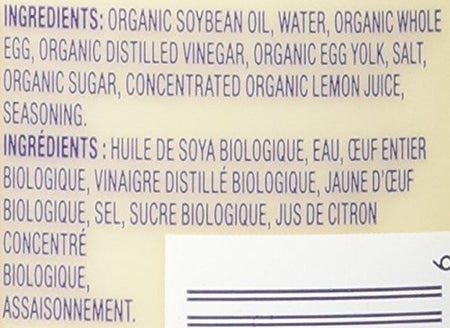 INGREDIENTS: ORGANIC SOYBEAN OIL, WATER, ORGANIC WHOLE
EGG, ORGANIC DISTILLED VINEGAR, ORGANIC EGG YOLK, SALT,
ORGANIC SUGAR, CONCENTRATED ORGANIC LEMON JUICE,
SEASONING.
INGRÉDIENTS : HUILE DE SOYA BIOLOGIQUE, EAU, ŒUF ENTIER
BIOLOGIQUE, VINAIGRE DISTILLÉ BIOLOGIQUE, JAUNE D'ŒUF
BIOLOGIQUE, SEL, SUCRE BIOLOGIQUE, JUS DE CITRON
CONCENTRÉ
BIOLOGIQUE,
ASSAISONNEMENT.